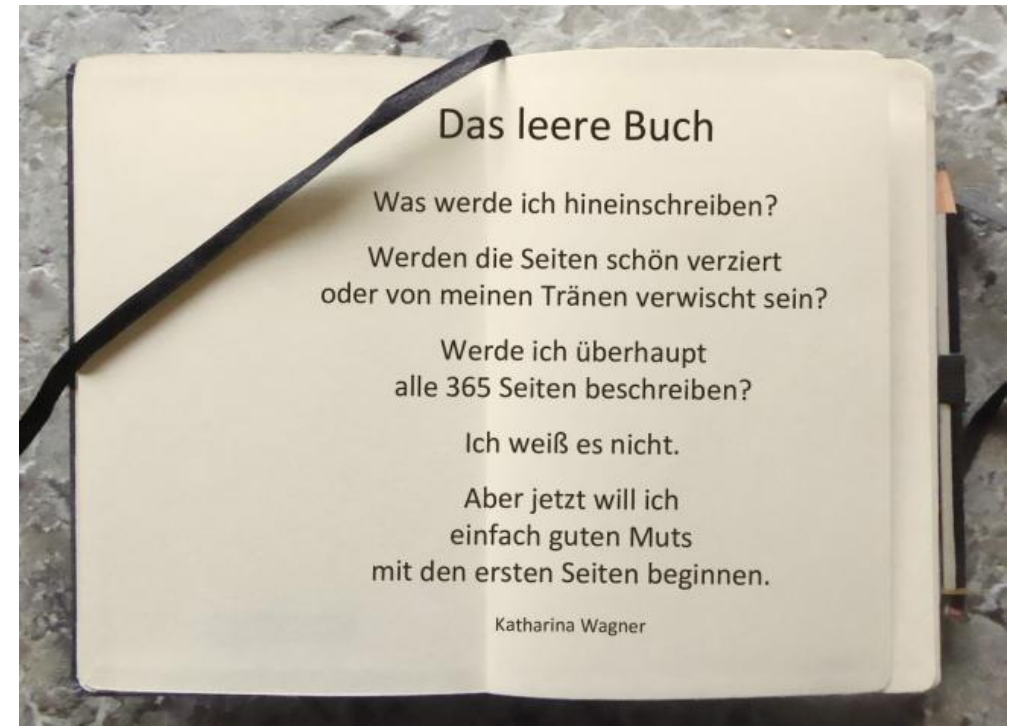 Das leere Buch
Was werde ich hineinschreiben?
Werden die Seiten schön verziert
oder von meinen Tränen verwischt sein?
Werde ich überhaupt
alle 365 Seiten beschreiben?
Ich weiß es nicht.
Aber jetzt will ich
einfach guten Muts
mit den ersten Seiten beginnen.
Katharina Wagner